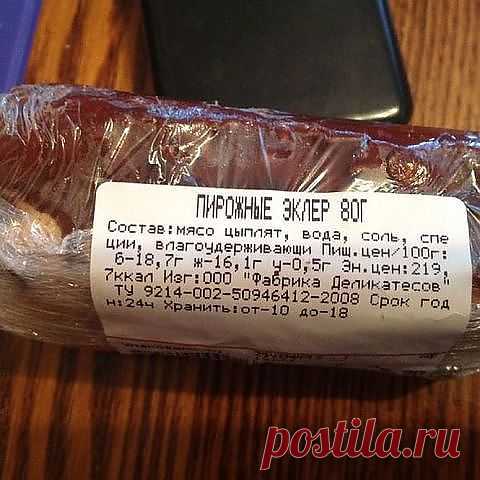 ПИРОЖНЫЕ ЭКЛЕР 80Г
Состав:мясо цыплят, вода, соль, спе
ции, влагоудерживающи Пищ.цен/100г:
б-18,7г ж-16,1г у-0,5г Эн.цен:219,
7ккал Изг:ООО "Фабрика Деликатесов"
ТУ 9214-002-50946412-2008 Срок год
н:24ч Хранить:от-10 до-18
postila.ru